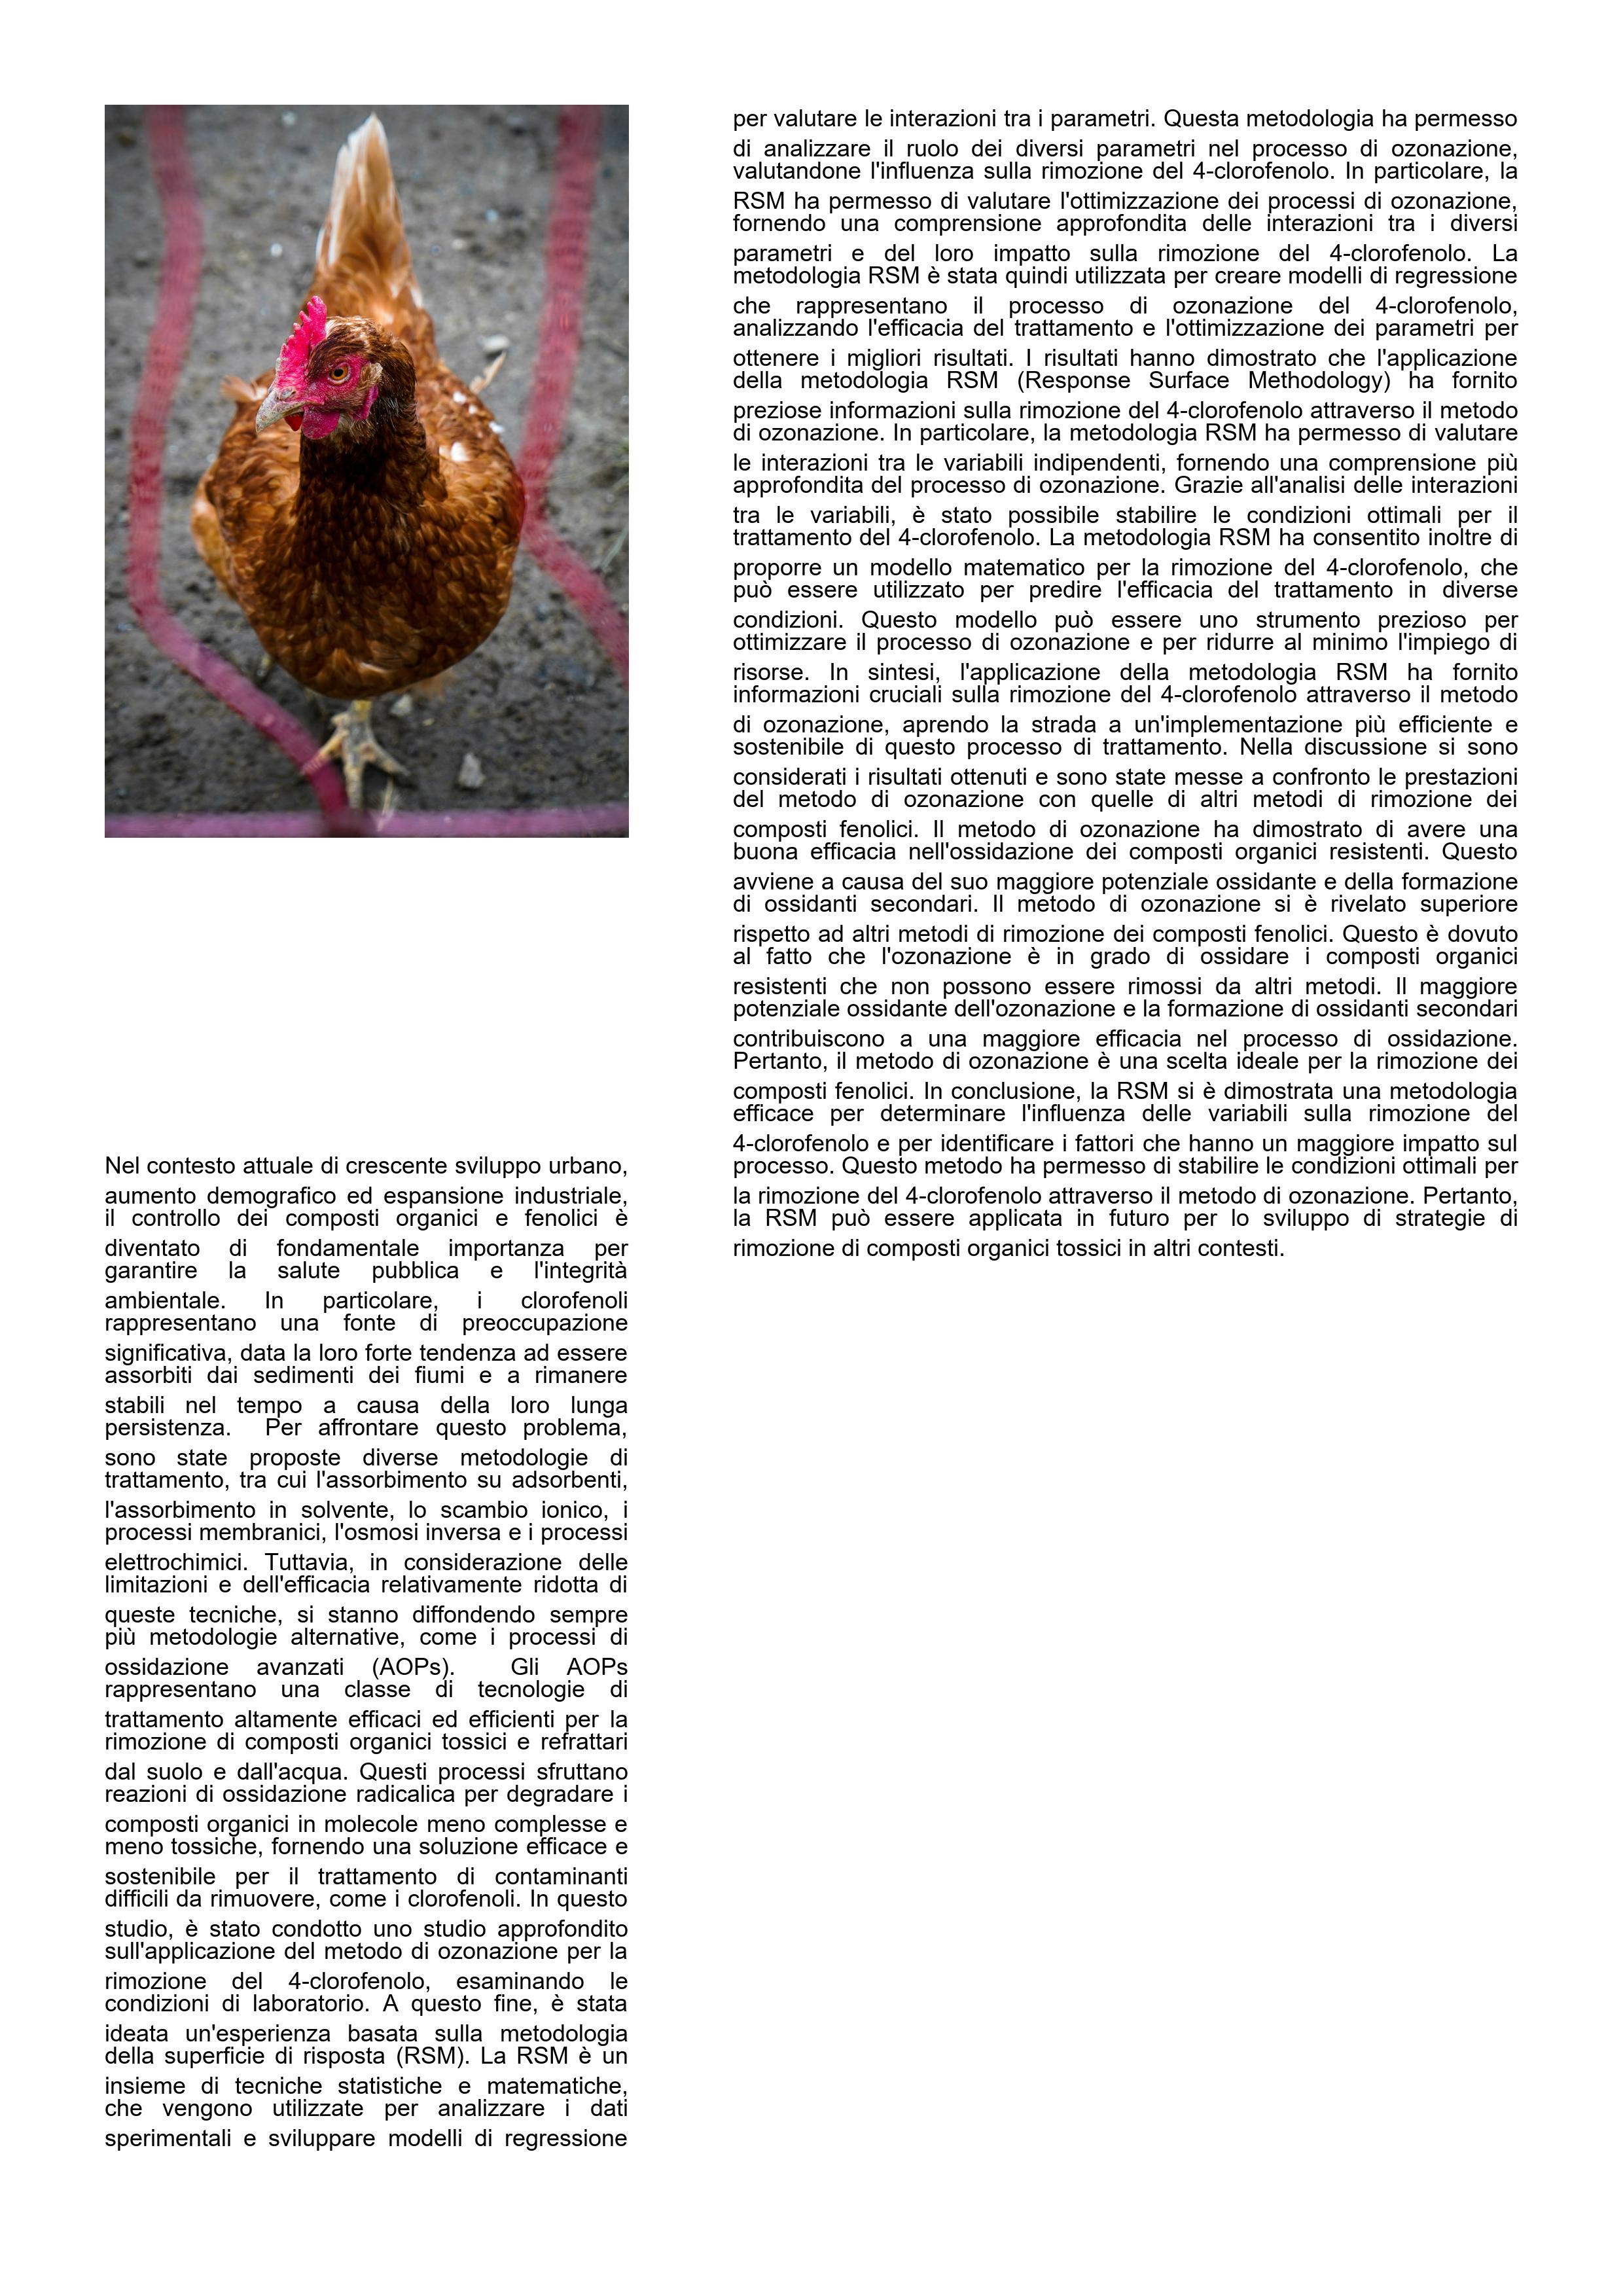 Nel contesto attuale di crescente sviluppo urbano,
aumento demografico ed espansione industriale,
il controllo dei composti organici e fenolici è
diventato di fondamentale importanza per
garantire la salute pubblica e l'integrità
ambientale. In particolare, i clorofenoli
rappresentano una fonte di preoccupazione
significativa, data la loro forte tendenza ad essere
assorbiti dai sedimenti dei fiumi e a rimanere
stabili nel tempo a causa della loro lunga
persistenza. Per affrontare questo problema,
sono state proposte diverse metodologie di
trattamento, tra cui l'assorbimento su adsorbenti,
l'assorbimento in solvente, lo scambio ionico, i
processi membranici, l'osmosi inversa e i processi
elettrochimici. Tuttavia, in considerazione delle
limitazioni e dell'efficacia relativamente ridotta di
queste tecniche, si stanno diffondendo sempre
più metodologie alternative, come i processi di
ossidazione avanzati (AOPs). Gli AOPs
rappresentano una classe di tecnologie di
trattamento altamente efficaci ed efficienti per la
rimozione di composti organici tossici e refrattari
dal suolo e dall'acqua. Questi processi sfruttano
reazioni di ossidazione radicalica per degradare i
composti organici in molecole meno complesse e
meno tossiche, fornendo una soluzione efficace e
sostenibile per il trattamento di contaminanti
difficili da rimuovere, come i clorofenoli. In questo
studio, è stato condotto uno studio approfondito
sull'applicazione del metodo di ozonazione per la
rimozione del 4-clorofenolo, esaminando le
condizioni di laboratorio. A questo fine, è stata
ideata un'esperienza basata sulla metodologia
della superficie di risposta (RSM). La RSM è un
insieme di tecniche statistiche e matematiche,
che vengono utilizzate per analizzare i dati
sperimentali e sviluppare modelli di regressione
per valutare le interazioni tra i parametri. Questa metodologia ha permesso
di analizzare il ruolo dei diversi parametri nel processo di ozonazione,
valutandone l'influenza sulla rimozione del 4-clorofenolo. In particolare, la
RSM ha permesso di valutare l'ottimizzazione dei processi di ozonazione,
fornendo una comprensione approfondita delle interazioni tra i diversi
parametri e del loro impatto sulla rimozione del 4-clorofenolo. La
metodologia RSM è stata quindi utilizzata per creare modelli di regressione
che rappresentano il processo di ozonazione del 4-clorofenolo,
analizzando l'efficacia del trattamento e l'ottimizzazione dei parametri per
ottenere i migliori risultati. I risultati hanno dimostrato che l'applicazione
della metodologia RSM (Response Surface Methodology) ha fornito
preziose informazioni sulla rimozione del 4-clorofenolo attraverso il metodo
di ozonazione. In particolare, la metodologia RSM ha permesso di valutare
le interazioni tra le variabili indipendenti, fornendo una comprensione più
approfondita del processo di ozonazione. Grazie all'analisi delle interazioni
tra le variabili, è stato possibile stabilire le condizioni ottimali per il
trattamento del 4-clorofenolo. La metodologia RSM ha consentito inoltre di
proporre un modello matematico per la rimozione del 4-clorofenolo, che
può essere utilizzato per predire l'efficacia del trattamento in diverse
condizioni. Questo modello può essere uno strumento prezioso per
ottimizzare il processo di ozonazione e per ridurre al minimo l'impiego di
risorse. In sintesi, l'applicazione della metodologia RSM ha fornito
informazioni cruciali sulla rimozione del 4-clorofenolo attraverso il metodo
di ozonazione, aprendo la strada a un'implementazione più efficiente e
sostenibile di questo processo di trattamento. Nella discussione si sono
considerati i risultati ottenuti e sono state messe a confronto le prestazioni
del metodo di ozonazione con quelle di altri metodi di rimozione dei
composti fenolici. Il metodo di ozonazione ha dimostrato di avere una
buona efficacia nell'ossidazione dei composti organici resistenti. Questo
avviene a causa del suo maggiore potenziale ossidante e della formazione
di ossidanti secondari. Il metodo di ozonazione si è rivelato superiore
rispetto ad altri metodi di rimozione dei composti fenolici. Questo è dovuto
al fatto che l'ozonazione è in grado di ossidare i composti organici
resistenti che non possono essere rimossi da altri metodi. Il maggiore
potenziale ossidante dell'ozonazione e la formazione di ossidanti secondari
contribuiscono a una maggiore efficacia nel processo di ossidazione.
Pertanto, il metodo di ozonazione è una scelta ideale per la rimozione dei
composti fenolici. In conclusione, la RSM si è dimostrata una metodologia
efficace per determinare l'influenza delle variabili sulla rimozione del
4-clorofenolo e per identificare i fattori che hanno un maggiore impatto sul
processo. Questo metodo ha permesso di stabilire le condizioni ottimali per
la rimozione del 4-clorofenolo attraverso il metodo di ozonazione. Pertanto,
la RSM può essere applicata in futuro per lo sviluppo di strategie di
rimozione di composti organici tossici in altri contesti.